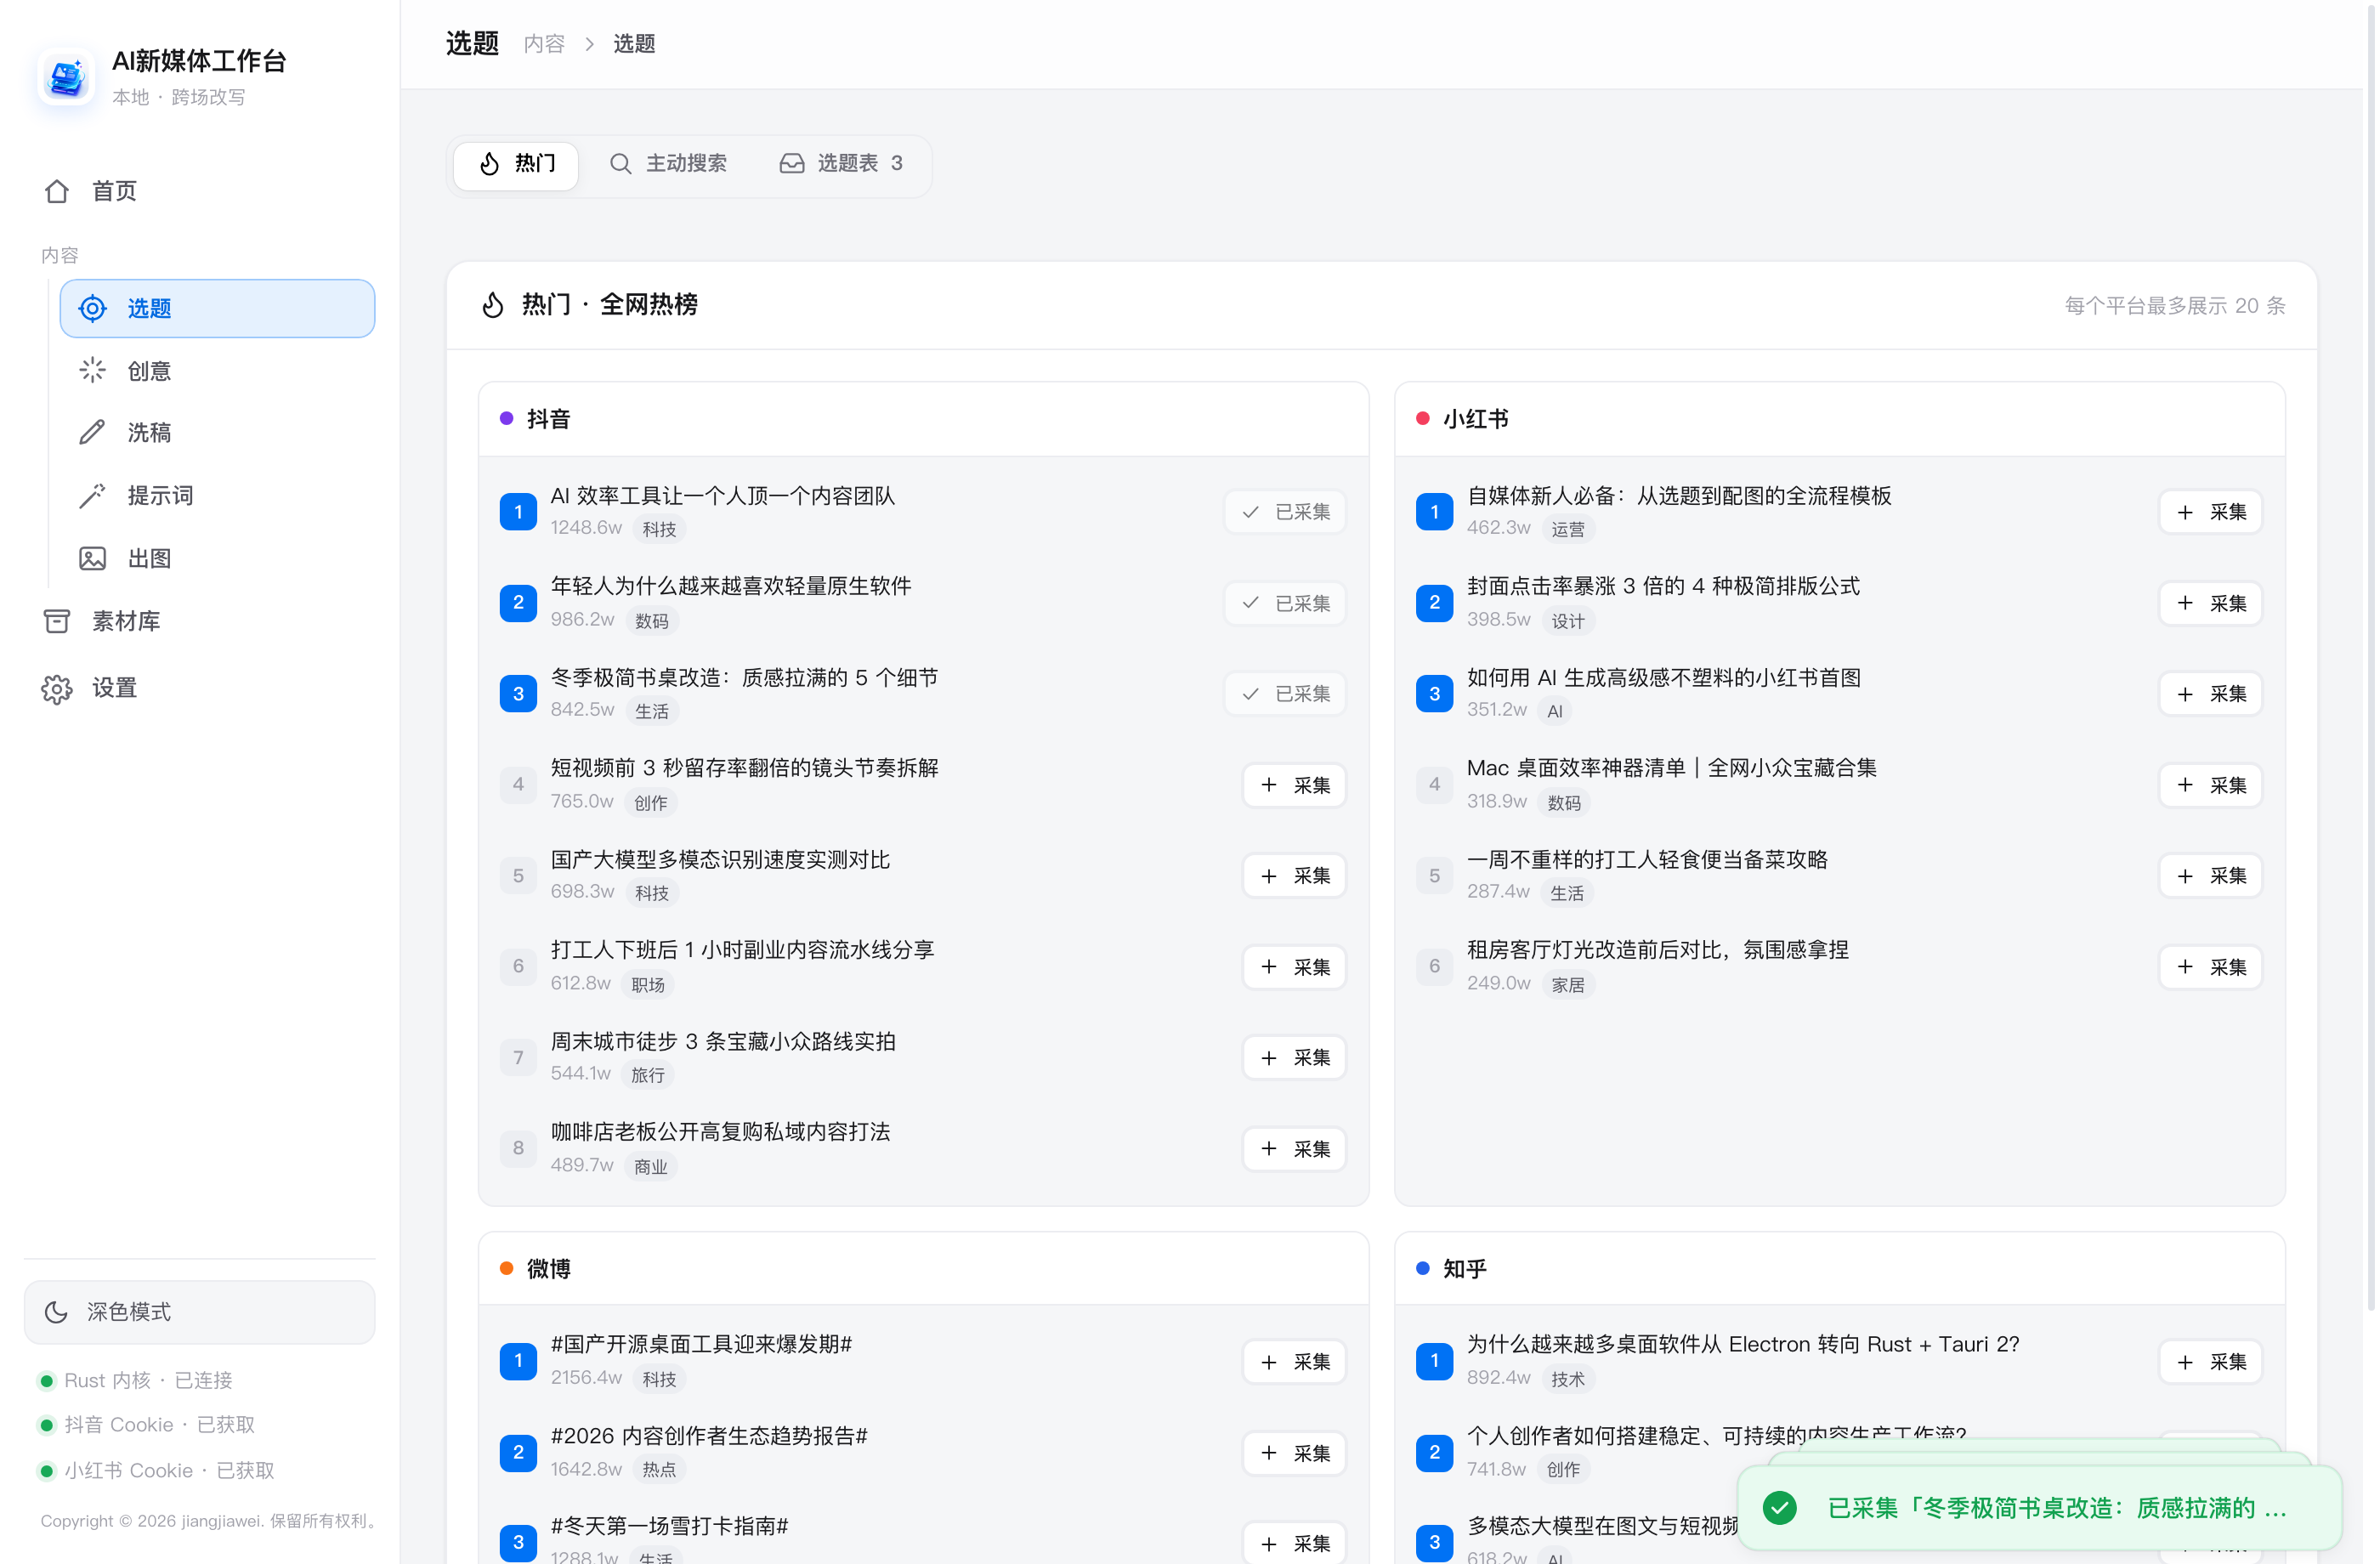 AI新媒体工作台
本地 · 跨场改写
首页
内容
选题
创意
洗稿
提示词
出图
素材库
设置
深色模式
Rust 内核 · 已连接
抖音 Cookie · 已获取
小红书 Cookie · 已获取
Copyright © 2026 jiangjiawei. 保留所有权利。
选题 内容 > 选题
热门 主动搜索 选题表 3
热门 · 全网热榜 每个平台最多展示 20 条
抖音
1 AI 效率工具让一个人顶一个内容团队 已采集
1248.6w 科技
2 年轻人为什么越来越喜欢轻量原生软件 已采集
986.2w 数码
3 冬季极简书桌改造：质感拉满的 5 个细节 已采集
842.5w 生活
4 短视频前 3 秒留存率翻倍的镜头节奏拆解 + 采集
765.0w 创作
5 国产大模型多模态识别速度实测对比 + 采集
698.3w 科技
6 打工人下班后 1 小时副业内容流水线分享 + 采集
612.8w 职场
7 周末城市徒步 3 条宝藏小众路线实拍 + 采集
544.1w 旅行
8 咖啡店老板公开高复购私域内容打法 + 采集
489.7w 商业
小红书
1 自媒体新人必备：从选题到配图的全流程模板 + 采集
462.3w 运营
2 封面点击率暴涨 3 倍的 4 种极简排版公式 + 采集
398.5w 设计
3 如何用 AI 生成高级感不塑料的小红书首图 + 采集
351.2w AI
4 Mac 桌面效率神器清单｜全网小众宝藏合集 + 采集
318.9w 数码
5 一周不重样的打工人轻食便当备菜攻略 + 采集
287.4w 生活
6 租房客厅灯光改造前后对比，氛围感拿捏 + 采集
249.0w 家居
微博
1 #国产开源桌面工具迎来爆发期# + 采集
2156.4w 科技
2 #2026 内容创作者生态趋势报告# + 采集
1642.8w 热点
3 #冬天第一场雪打卡指南# + 采集
1288.1w 生活
知乎
1 为什么越来越多桌面软件从 Electron 转向 Rust + Tauri 2? + 采集
892.4w 技术
2 个人创作者如何搭建稳定、可持续的内容生产工作流?
741.8w 创作
3 多模态大模型在图文与短视频
618.2w AI
已采集「冬季极简书桌改造：质感拉满的 ...